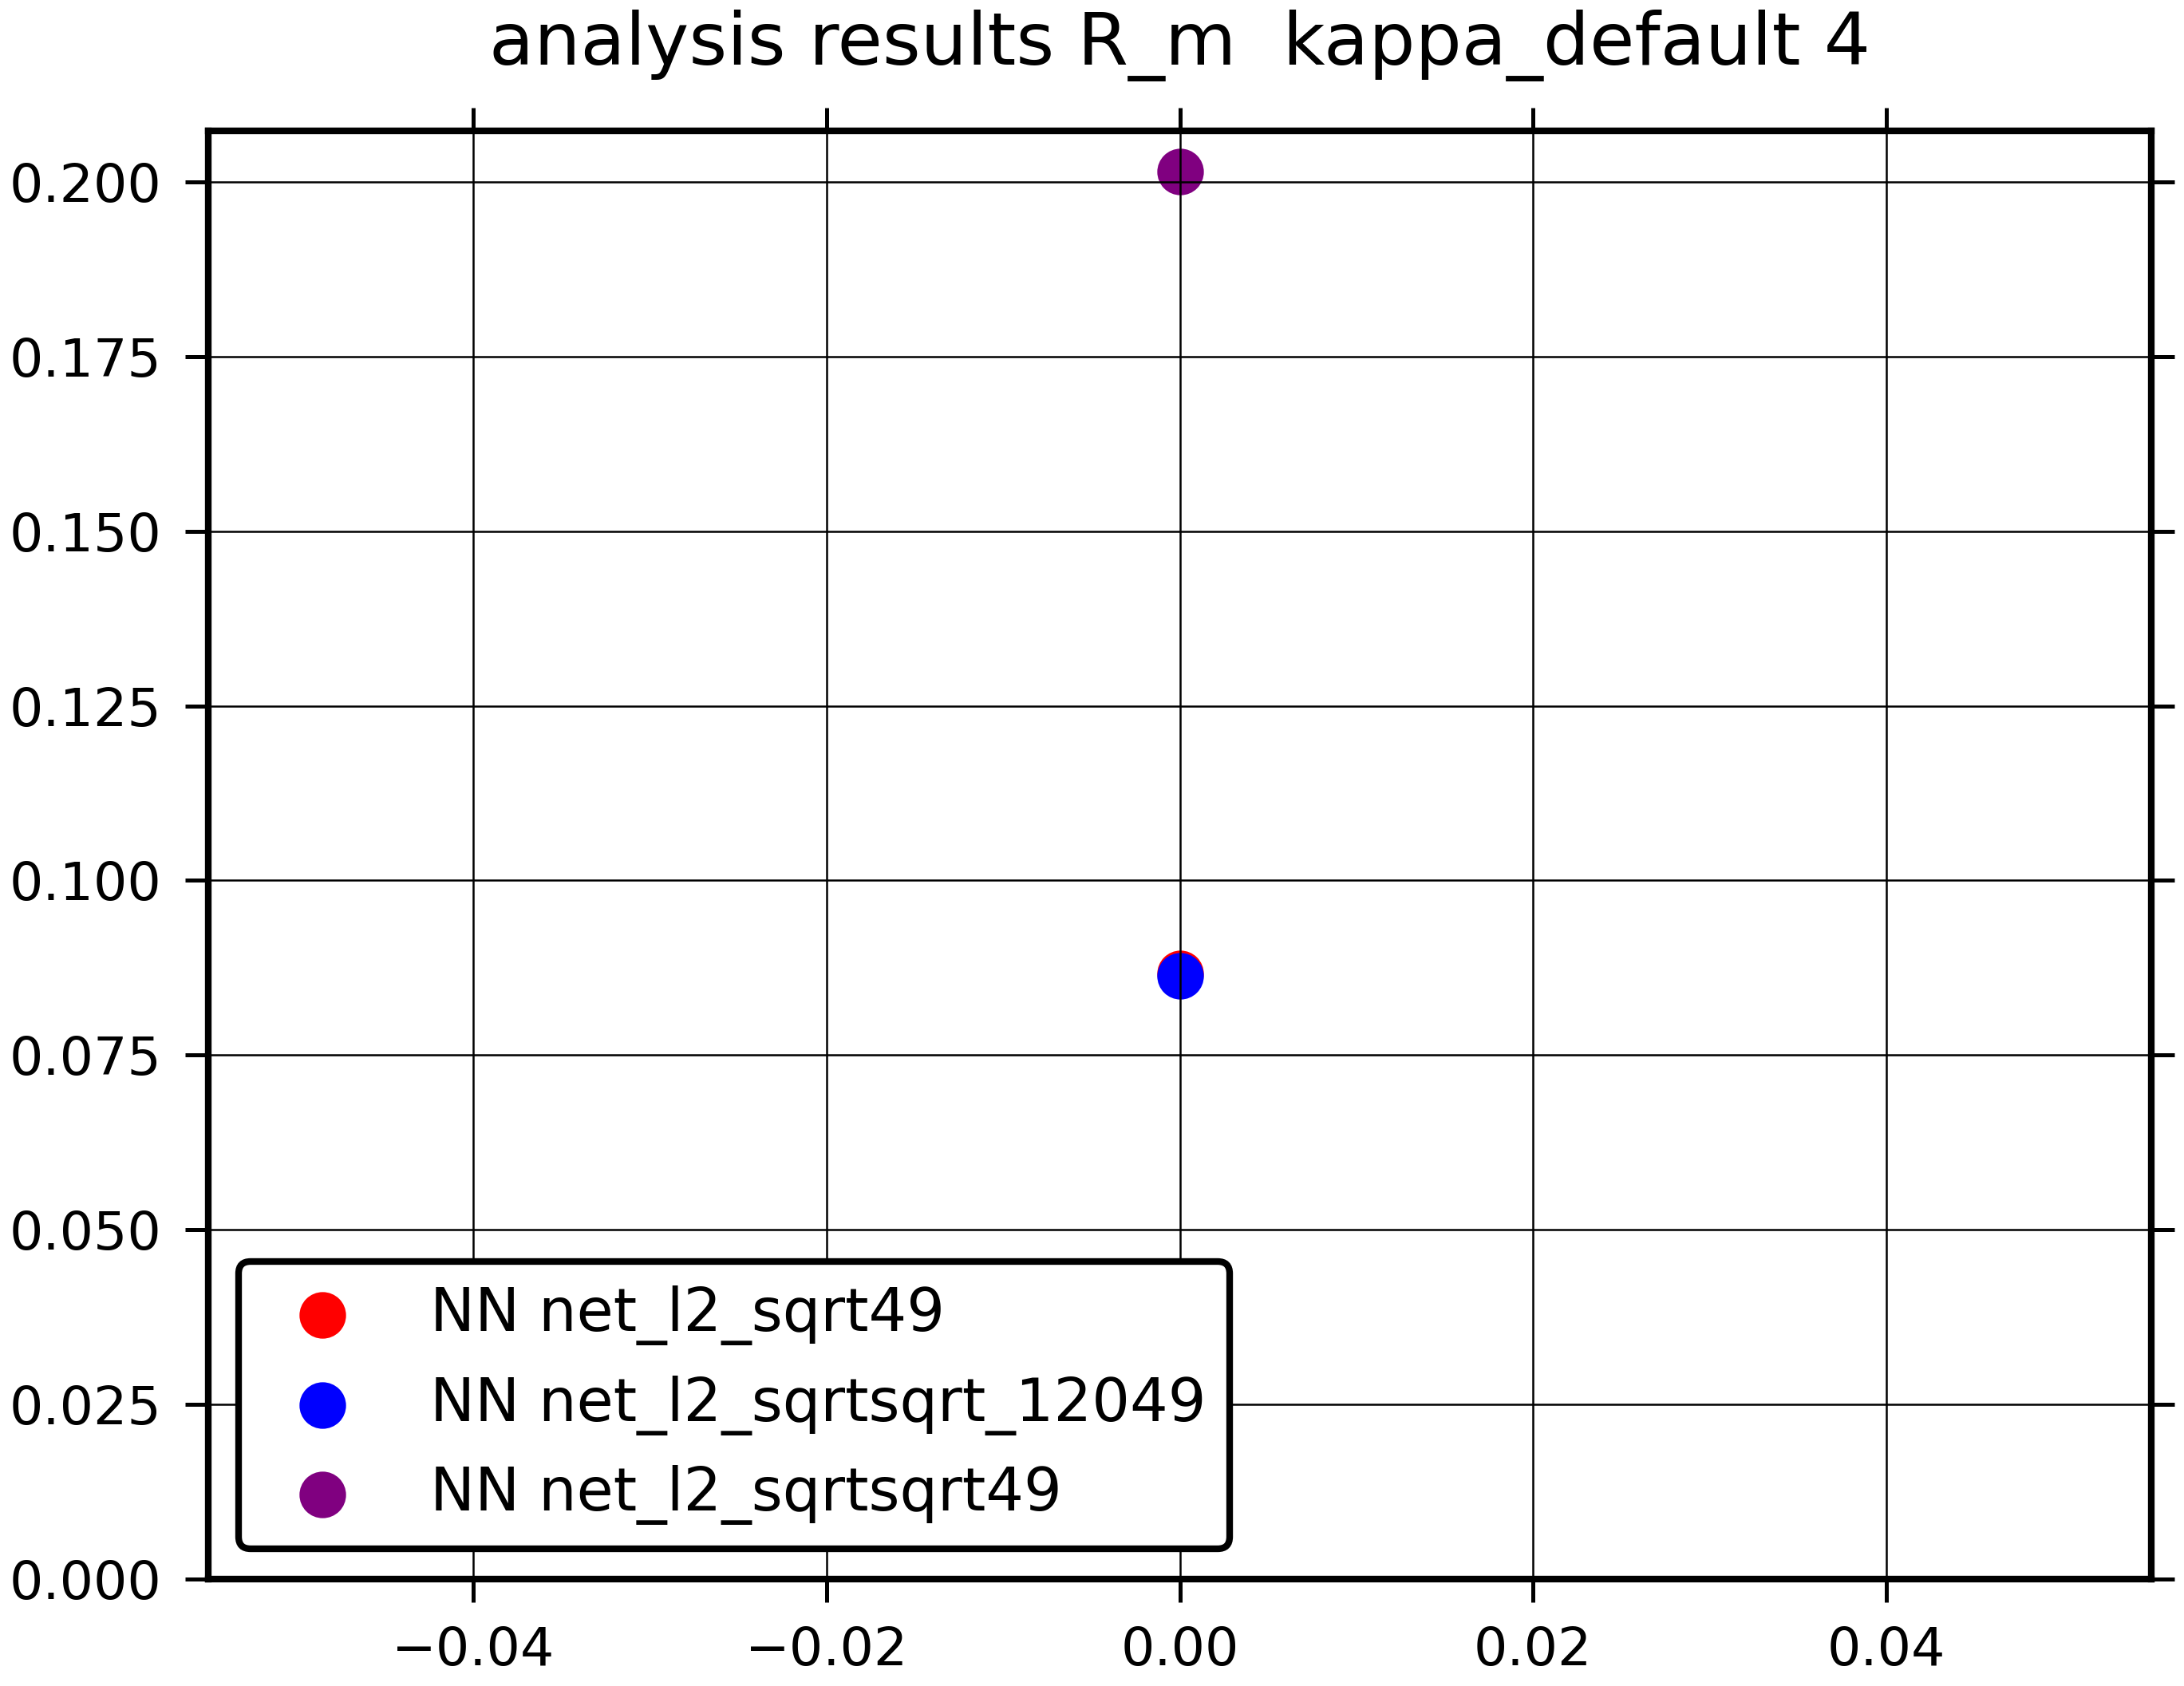 analysis results R_m  kappa_default 4
0.200
0.175
0.150
0.125
0.100
0.075
0.050
0.025
0.000
NN net_l2_sqrt49
NN net_l2_sqrtsqrt_12049
NN net_l2_sqrtsqrt49
−0.04 −0.02 0.00 0.02 0.04